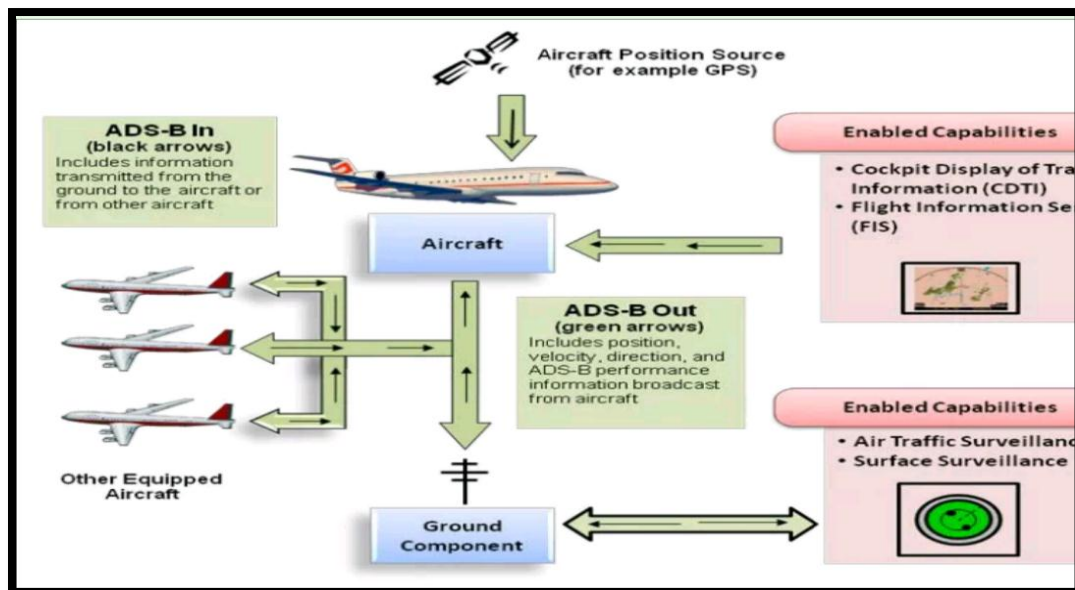 Aircraft Position Source
(for example GPS)
ADS-B In
(black arrows)
Includes information
transmitted from the
ground to the aircraft or
from other aircraft
Enabled Capabilities
• Cockpit Display of Tra
Information (CDTI)
• Flight Information Se
(FIS)
Aircraft
ADS-B Out
(green arrows)
Includes position,
velocity, direction, and
ADS-B performance
information broadcast
from aircraft
Enabled Capabilities
• Air Traffic Surveillanc
• Surface Surveillance
Other Equipped
Aircraft
Ground
Component